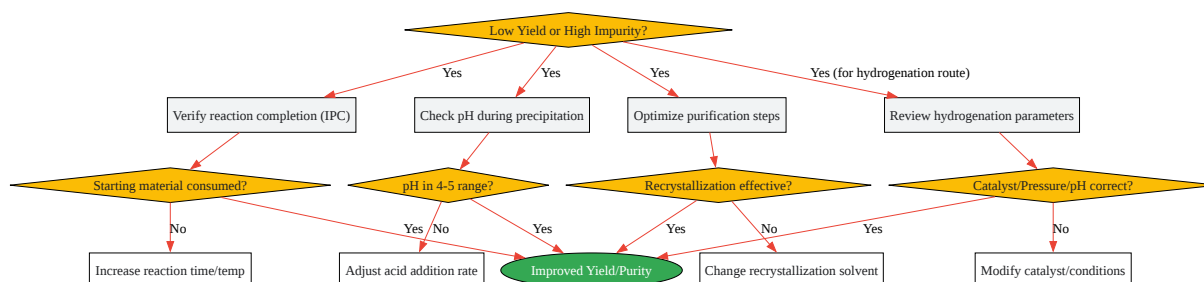 Low Yield or High Impurity?
Yes
Yes
Yes
Yes (for hydrogenation route)
Verify reaction completion (IPC)
Check pH during precipitation
Optimize purification steps
Review hydrogenation parameters
Starting material consumed?
pH in 4-5 range?
Recrystallization effective?
Catalyst/Pressure/pH correct?
No
Yes
No
Yes
Yes
No
Yes
No
Increase reaction time/temp
Adjust acid addition rate
Improved Yield/Purity
Change recrystallization solvent
Modify catalyst/conditions